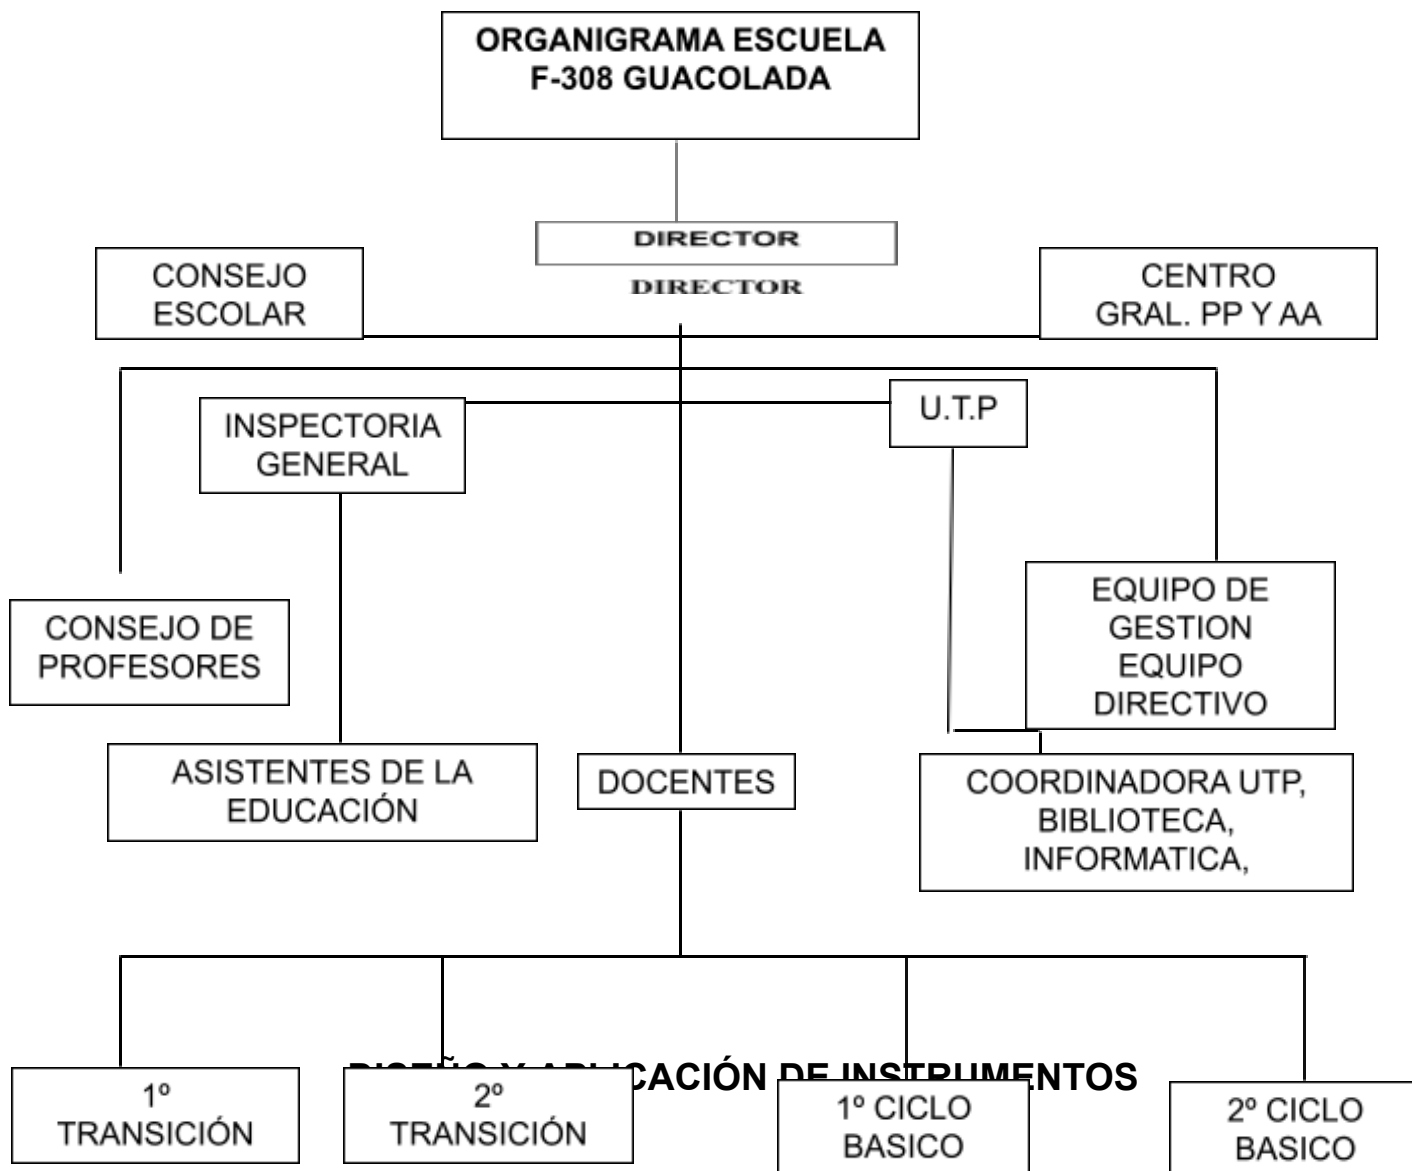 ORGANIGRAMA ESCUELA
F-308 GUACOLADA
DIRECTOR
DIRECTOR
CONSEJO
ESCOLAR
CENTRO
GRAL. PP Y AA
INSPECTORIA
GENERAL
U.T.P
CONSEJO DE
PROFESORES
EQUIPO DE
GESTION
EQUIPO
DIRECTIVO
ASISTENTES DE LA
EDUCACIÓN
DOCENTES
COORDINADORA UTP,
BIBLIOTECA,
INFORMATICA,
DISEÑO Y APLICACIÓN DE INSTRUMENTOS
1º
TRANSICIÓN
2º
TRANSICIÓN
1º CICLO
BASICO
2º CICLO
BASICO